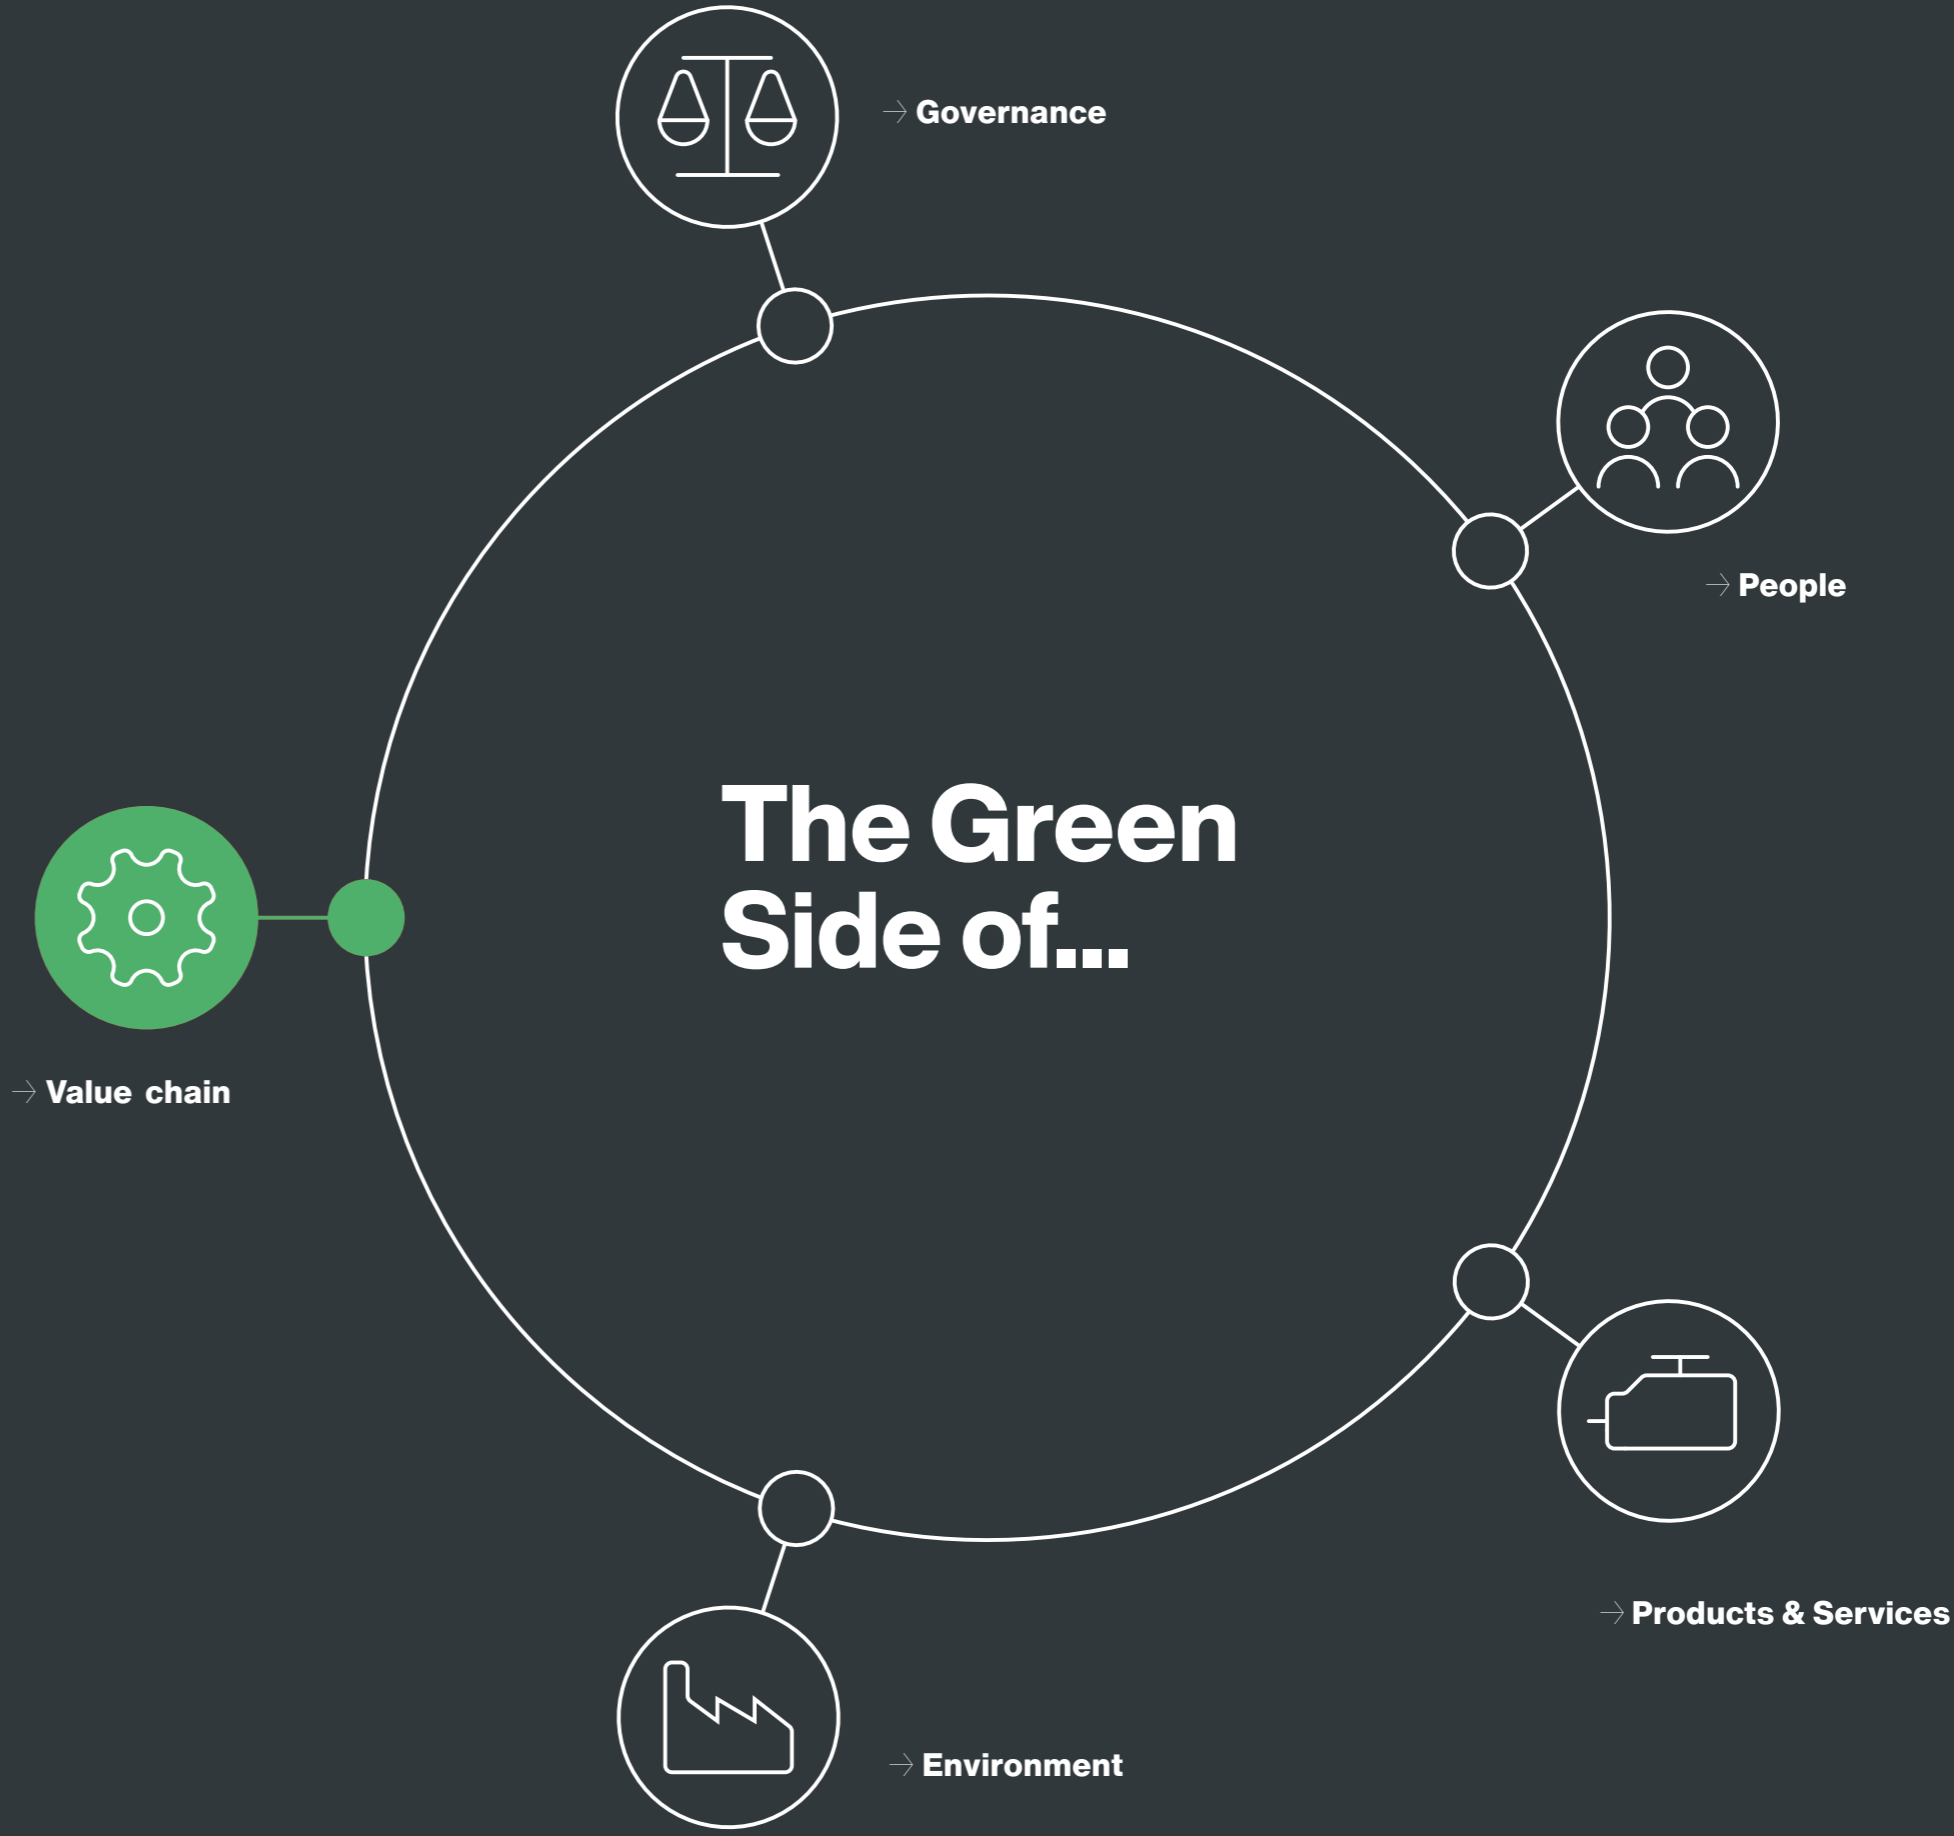 → Governance
→ People
The Green
Side of...
→ Value chain
→ Products & Services
→ Environment